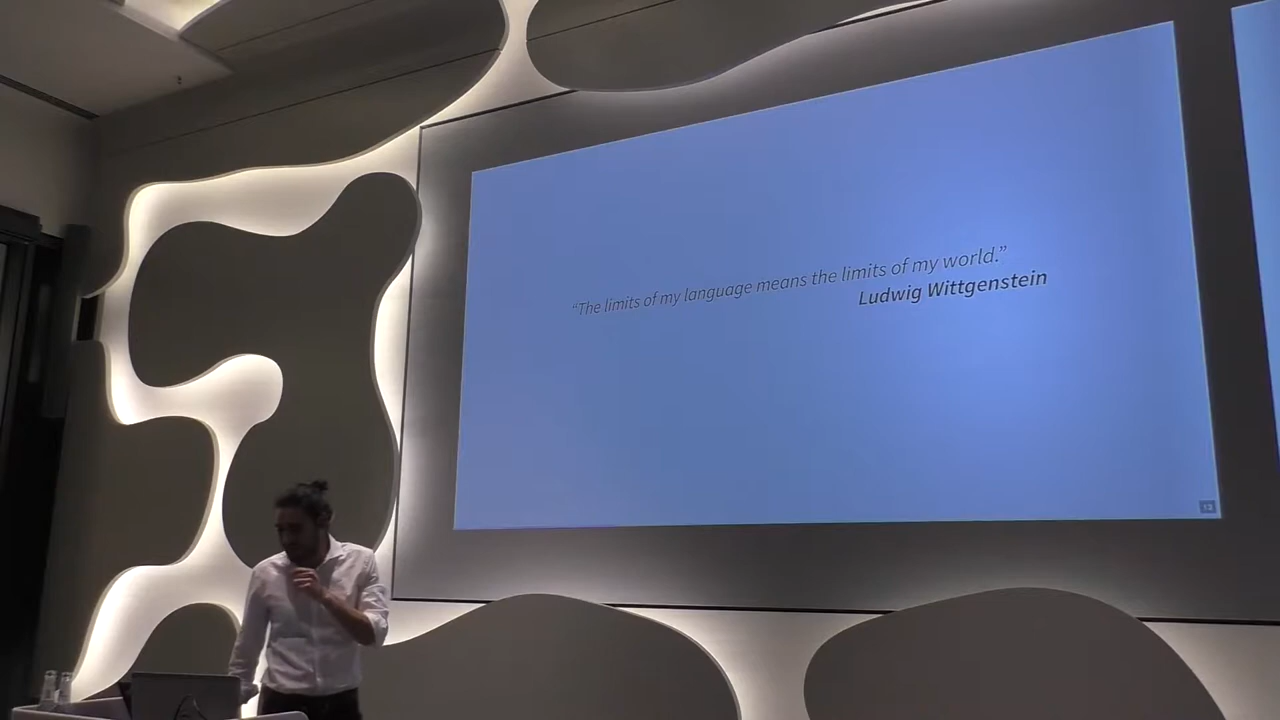 “The limits of my language means the limits of my world.”
Ludwig Wittgenstein